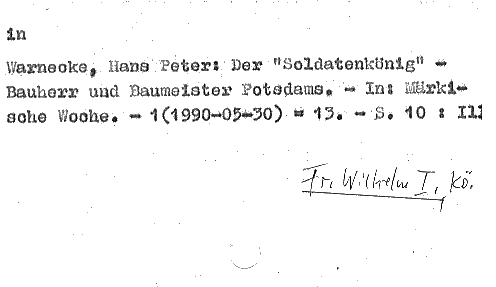 in
Warnecke, Hans Peter: Der "Soldatenkönig" -
Bauherr und Baumeister Potsdams. - In: Märki-
sche Woche. - 1(1990-05-30) = 13. - S. 10 : Ill
Fr. Wilhelm I, Kö.